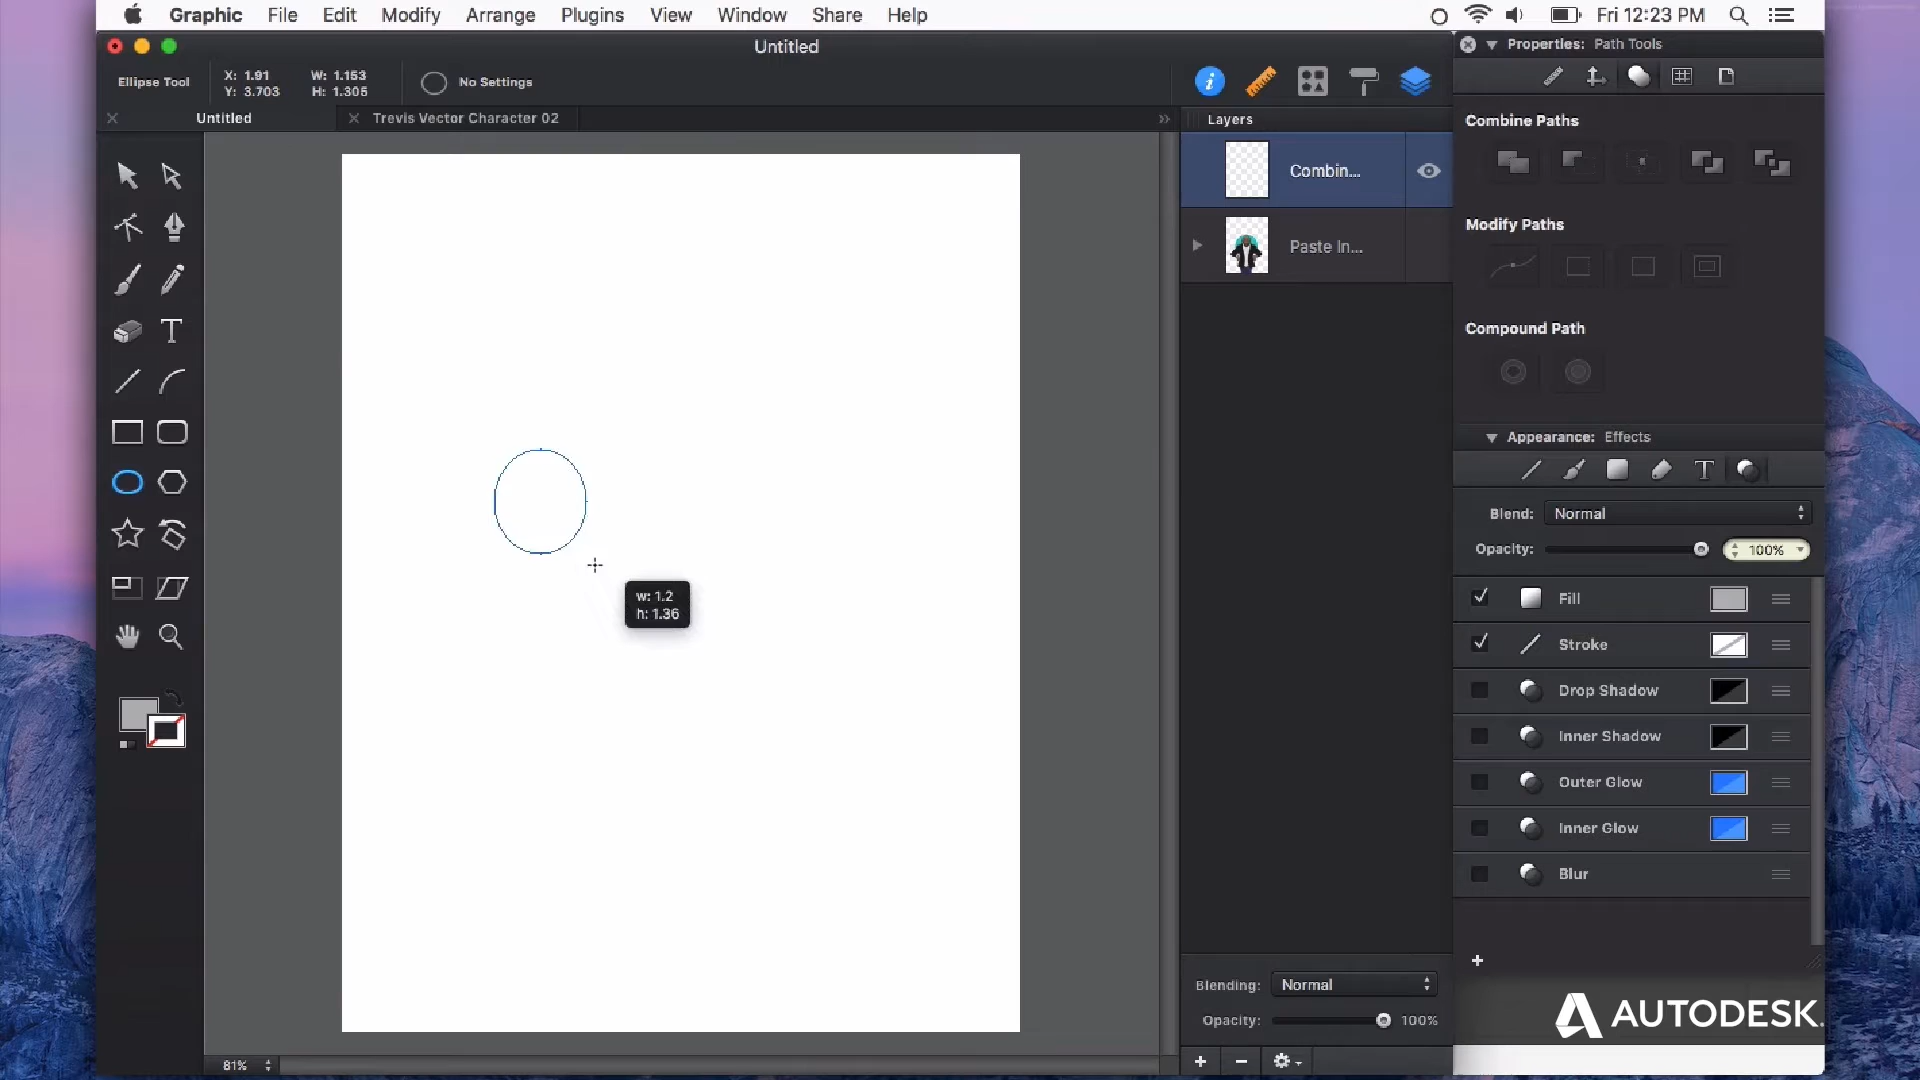 Graphic File Edit Modify Arrange Plugins View Window Share Help
Fri 12:23 PM
Untitled
Properties: Path Tools
Ellipse Tool
X: 1.91 W: 1.153
Y: 3.703 H: 1.305
No Settings
Untitled
Trevis Vector Character 02
Layers
Combin...
Paste In...
Combine Paths
Modify Paths
Compound Path
Appearance: Effects
Blend: Normal
Opacity: 100%
Fill
Stroke
Drop Shadow
Inner Shadow
Outer Glow
Inner Glow
Blur
w: 1.2
h: 1.36
Blending: Normal
Opacity: 100%
81%
AUTODESK.